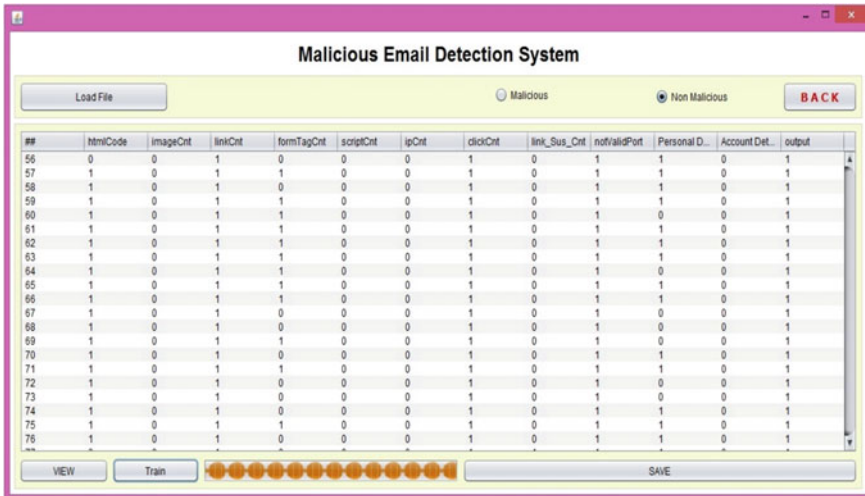 Malicious Email Detection System
Load File Malicious Non Malicious BACK
## htmlCode imageCnt linkCnt formTagCnt scriptCnt ipCnt clickCnt link_Sus_Cnt notValidPort Personal D... Account Det... output
56 0 0 1 0 0 0 1 0 1 1 0 1
57 1 0 1 1 0 0 1 0 1 1 0 1
58 1 0 1 0 0 0 1 0 1 1 0 1
59 1 0 1 1 0 0 1 0 1 1 0 1
60 1 0 1 1 0 0 1 0 1 0 0 1
61 1 0 1 1 0 0 1 0 1 1 0 1
62 1 0 1 1 0 0 1 0 1 1 0 1
63 1 0 1 1 0 0 1 0 1 1 0 1
64 1 0 1 1 0 0 1 0 1 0 0 1
65 1 0 1 1 0 0 1 0 1 1 0 1
66 1 0 1 1 0 0 1 0 1 1 0 1
67 1 0 1 0 0 0 1 0 1 0 0 1
68 1 0 1 0 0 0 1 0 1 0 0 1
69 1 0 1 1 0 0 1 0 1 1 0 1
70 1 0 1 0 0 0 1 0 1 1 0 1
71 1 0 1 1 0 0 1 0 1 1 0 1
72 1 0 1 0 0 0 1 0 1 0 0 1
73 1 0 1 0 0 0 1 0 1 0 0 1
74 1 0 1 0 0 0 1 0 1 1 0 1
75 1 0 1 1 0 0 1 0 1 1 0 1
76 1 0 1 0 0 0 1 0 1 1 0 1
VIEW Train SAVE